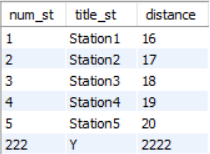 num_st title_st distance
1 Station1 16
2 Station2 17
3 Station3 18
4 Station4 19
5 Station5 20
222 Y 2222